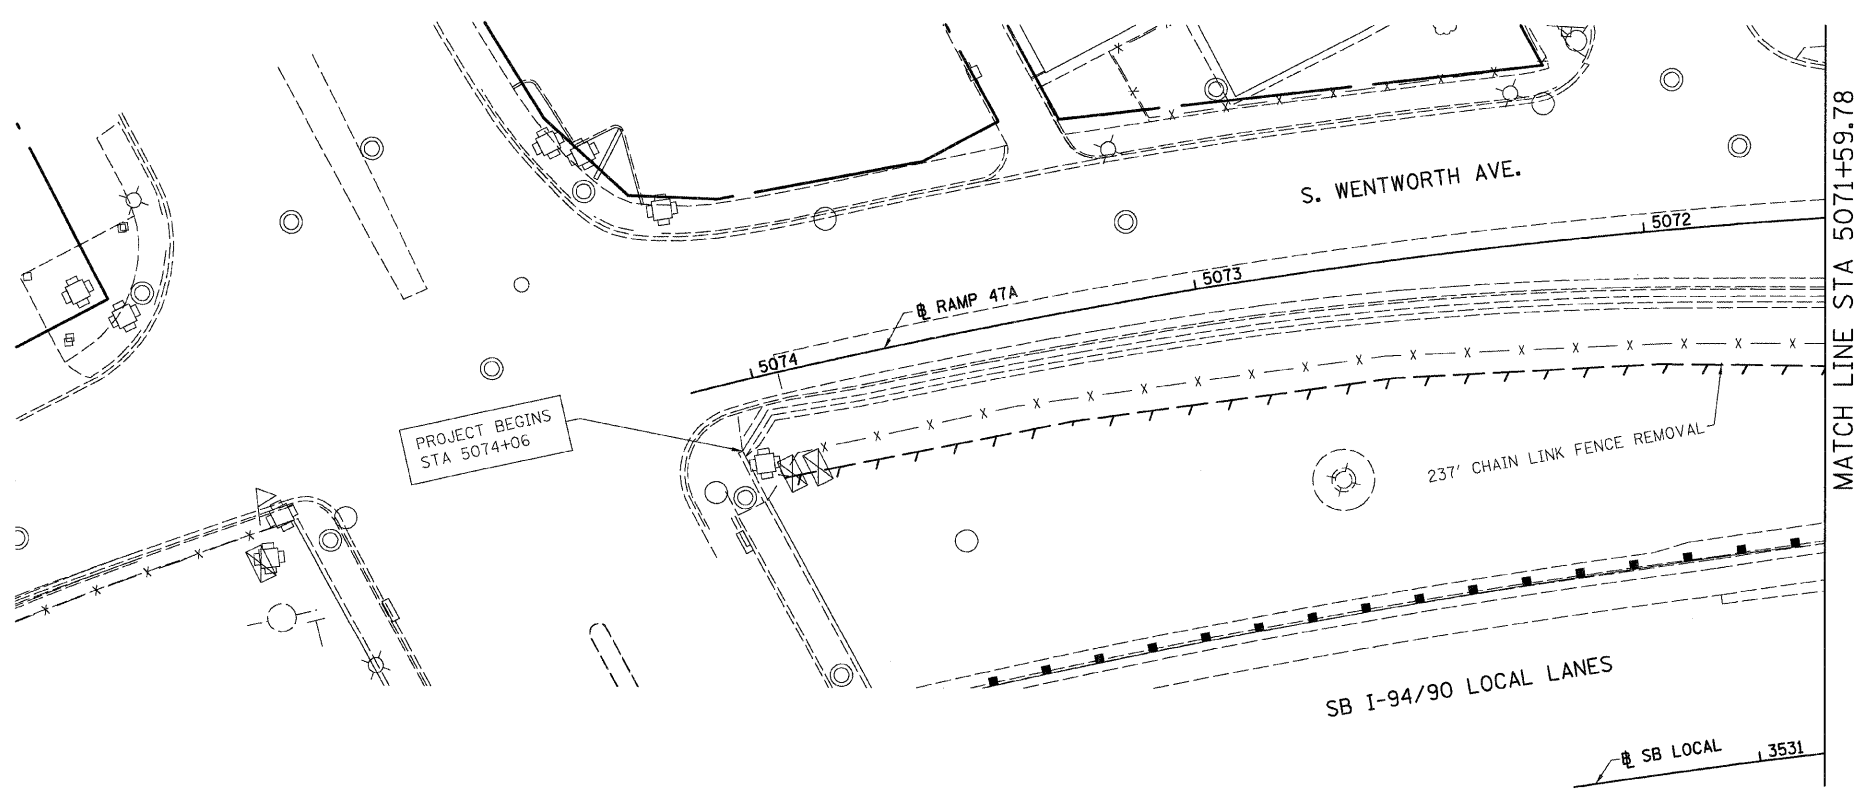 S. WENTWORTH AVE.
5072
5073
℄ RAMP 47A
5074
PROJECT BEGINS
STA 5074+06
237' CHAIN LINK FENCE REMOVAL
SB I-94/90 LOCAL LANES
℄ SB LOCAL
3531
MATCH LINE STA 5071+59.78